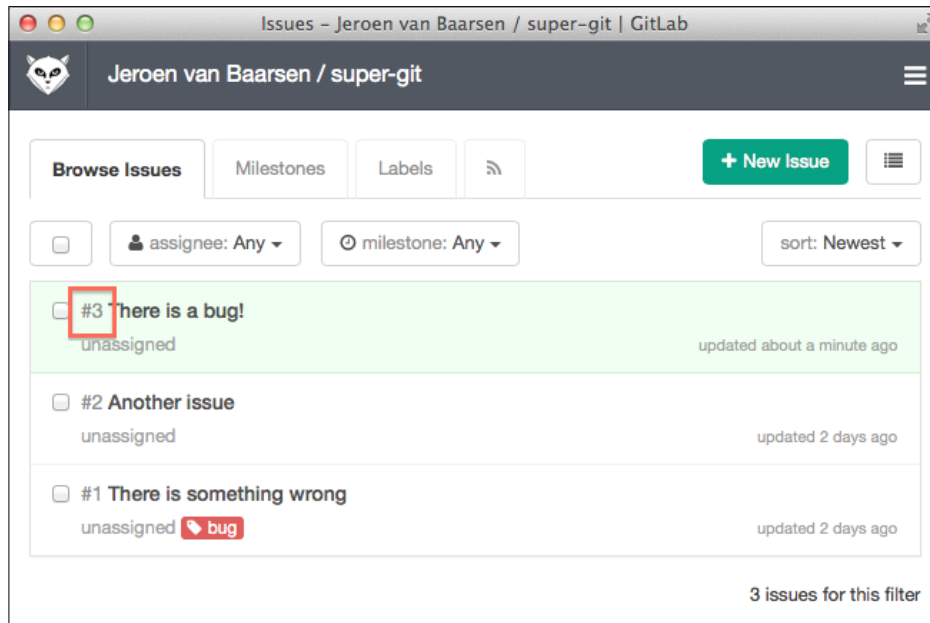 Issues – Jeroen van Baarsen / super-git | GitLab
Jeroen van Baarsen / super-git
Browse Issues Milestones Labels + New Issue
assignee: Any milestone: Any sort: Newest
#3 There is a bug!
unassigned updated about a minute ago
#2 Another issue
unassigned updated 2 days ago
#1 There is something wrong
unassigned bug updated 2 days ago
3 issues for this filter